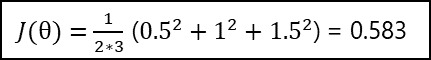 J(θ) = 1/2*3 (0.5² + 1² + 1.5²) = 0.583